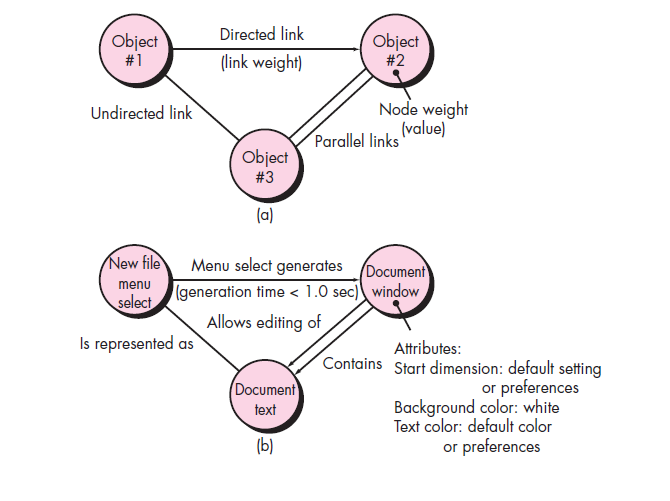 Object
#1
Directed link
(link weight)
Object
#2
Undirected link
Node weight
(value)
Parallel links
Object
#3
(a)
New file
menu
select
Menu select generates
(generation time < 1.0 sec)
Document
window
Allows editing of
Is represented as
Contains
Attributes:
Start dimension: default setting
or preferences
Background color: white
Text color: default color
or preferences
Document
text
(b)